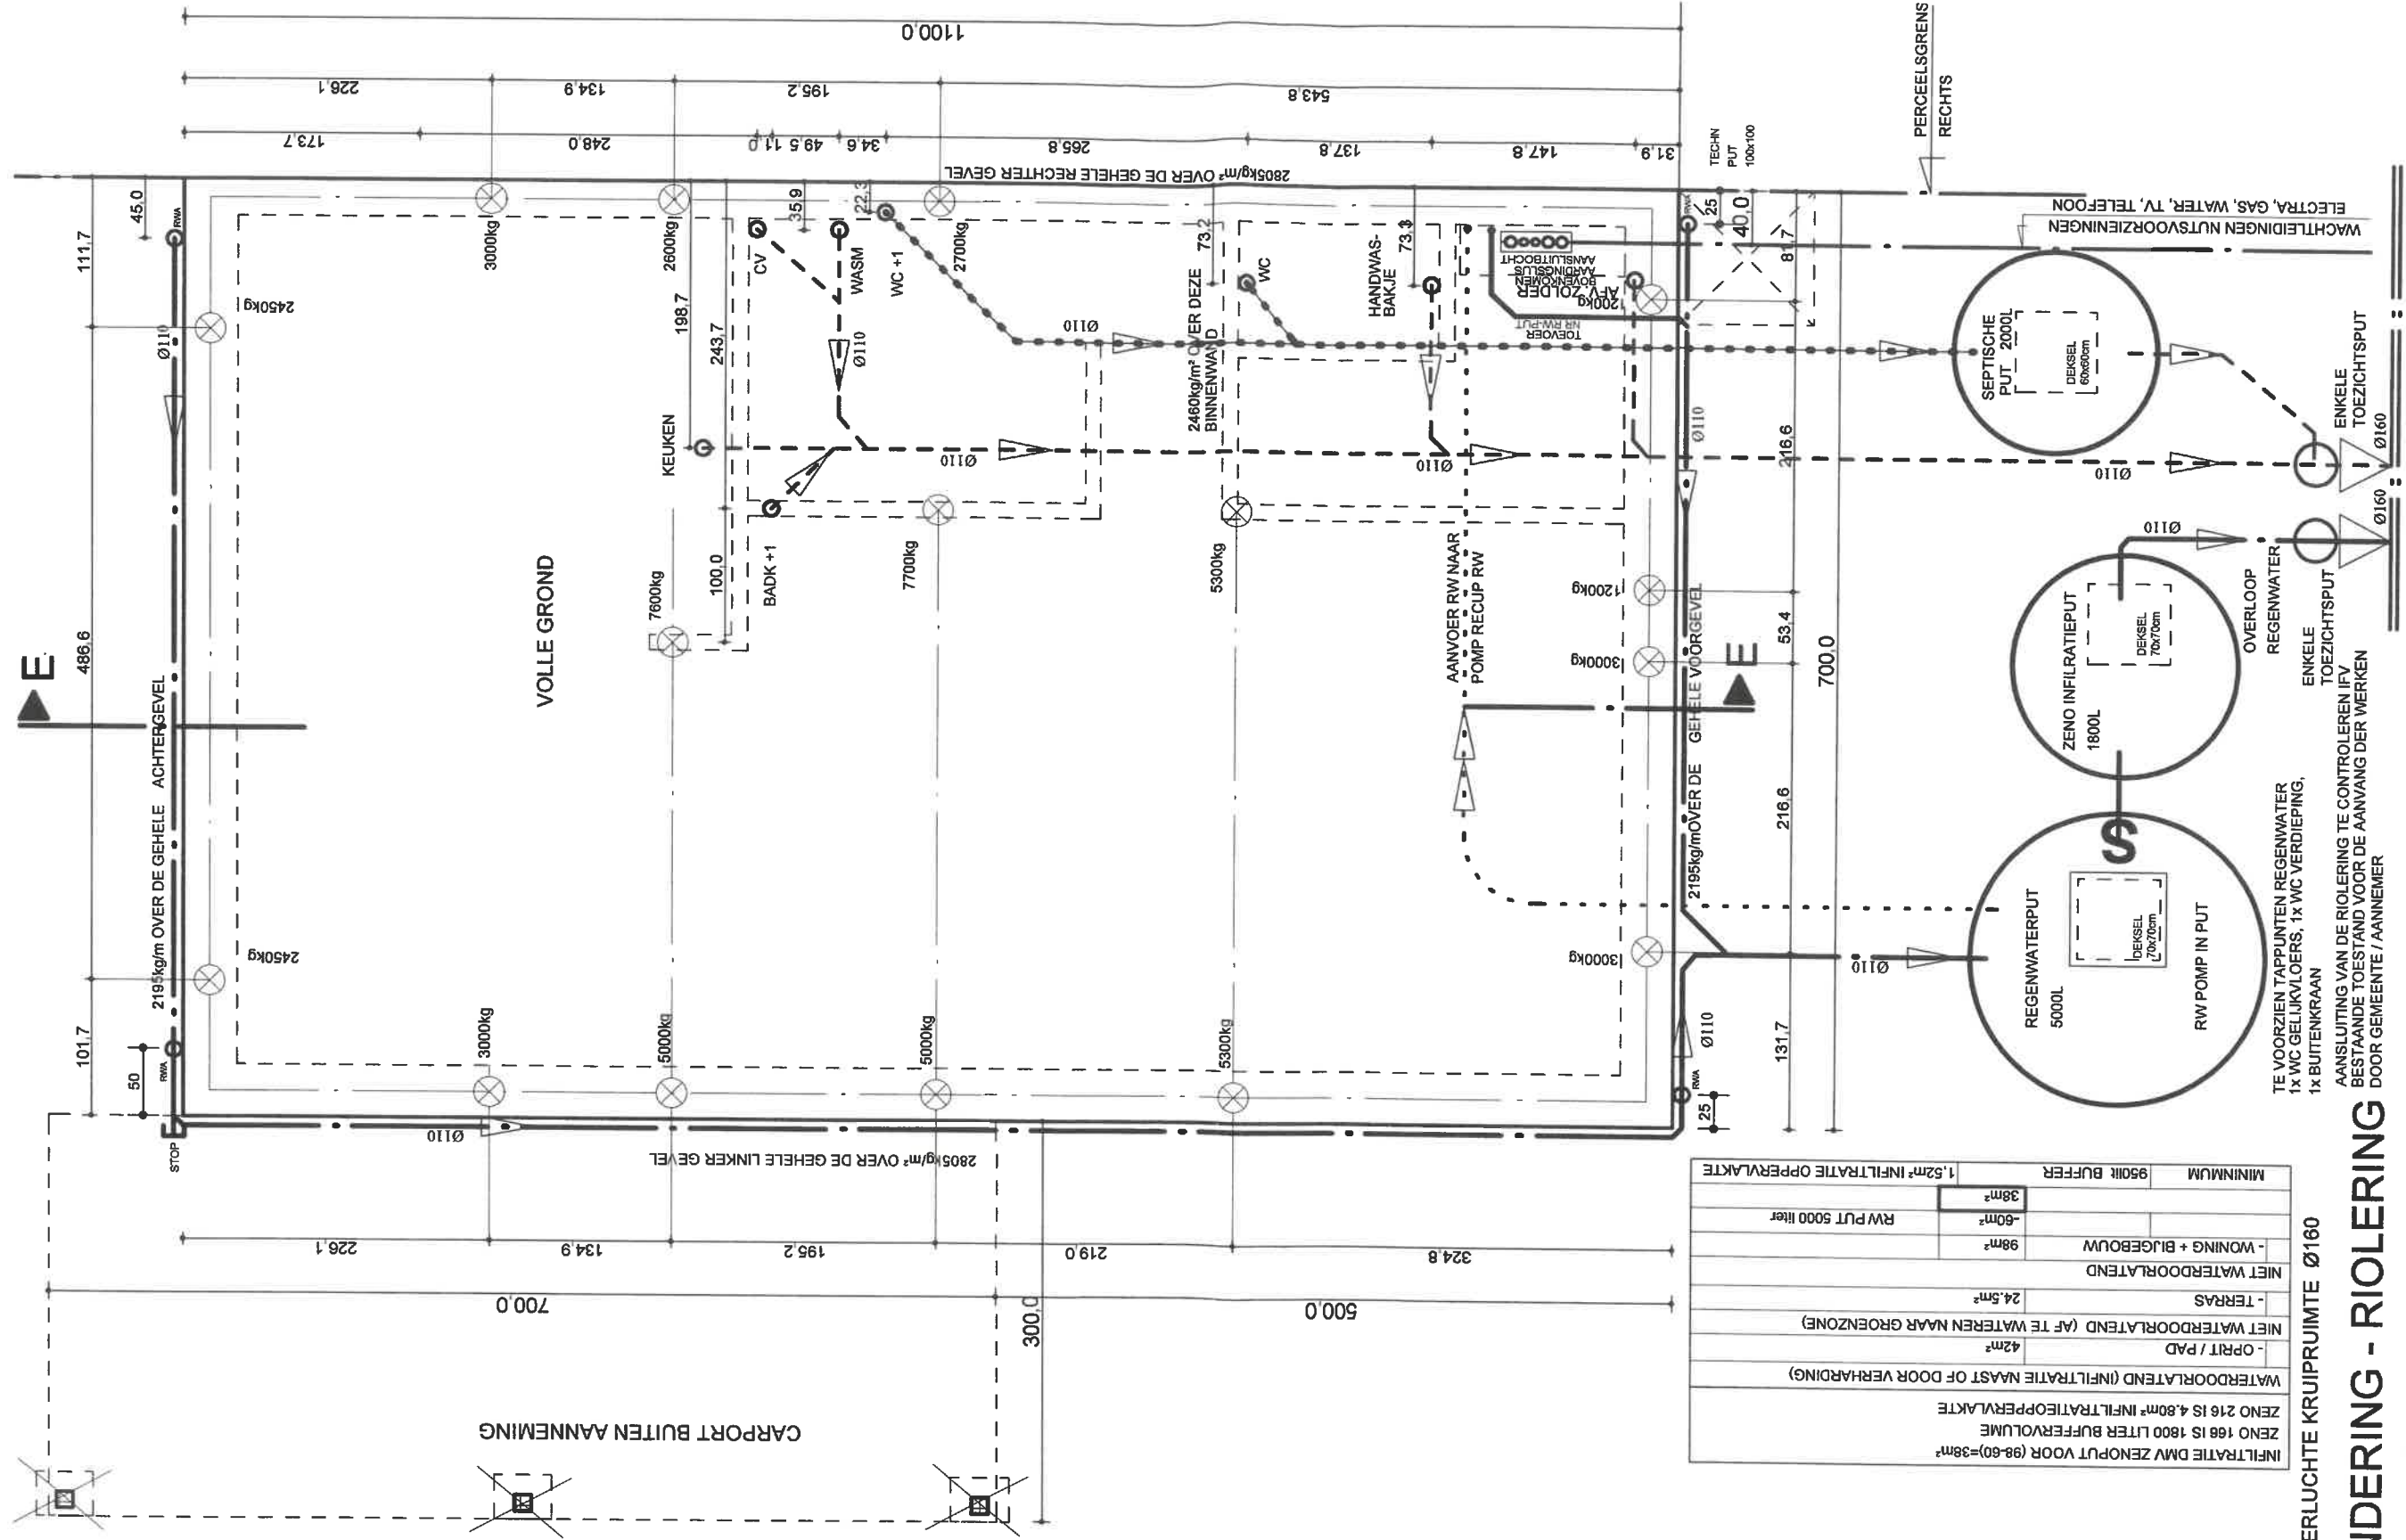 1100,0
226,1
134,9
195,2
543,8
173,7
248,0
11,0
49,5
34,6
265,8
137,8
147,8
31,9
2805kg/m² OVER DE GEHELE RECHTER GEVEL
TECHN
PUT
100x100
PERCEELSGRENS
RECHTS
45,0
RWA
111,7
486,6
101,7
50
RWA
STOP
E
2195kg/m OVER DE GEHELE ACHTERGEVEL
Ø110
2450kg
2450kg
3000kg
2600kg
2700kg
CV
35,9
WASM
22,3
WC +1
198,7
243,7
100,0
KEUKEN
Ø110
BADK +1
VOLLE GROND
7600kg
7700kg
5300kg
Ø110
Ø110
2460kg/m² OVER DEZE
BINNENWAND
73,2
WC
HANDWAS-
BAKJE
73,3
Ø110
AANSLUITBOCHT
AARDINGSLUS
BOVENKOMEN
AFV. ZOLDER
200kg
TOEVOER
NR RW-PUT
AANVOER RW NAAR
POMP RECUP RW
1200kg
3000kg
3000kg
3000kg
5000kg
5000kg
5300kg
RWA
25
40,0
81,7
Ø110
216,6
53,4
216,6
131,7
700,0
2195kg/mOVER DE GEHELE VOORGEVEL
E
Ø110
RWA
25
Ø110
Ø110
2805kg/m² OVER DE GEHELE LINKER GEVEL
WACHTLEIDINGEN NUTSVOORZIENINGEN
ELECTRA, GAS, WATER, TV, TELEFOON
SEPTISCHE
PUT 2000L
DEKSEL
60x60cm
ENKELE
TOEZICHTSPUT
Ø110
Ø160
Ø160
Ø110
OVERLOOP
REGENWATER
ENKELE
TOEZICHTSPUT
ZENO INFILRATIEPUT
1800L
DEKSEL
70x70cm
S
REGENWATERPUT
5000L
DEKSEL
70x70cm
RW POMP IN PUT
TE VOORZIEN TAPPUNTEN REGENWATER
1x WC GELIJKVLOERS, 1x WC VERDIEPING,
1x BUITENKRAAN
AANSLUITING VAN DE RIOLERING TE CONTROLEREN IFV
BESTAANDE TOESTAND VOOR DE AANVANG DER WERKEN
DOOR GEMEENTE / AANNEMER
226,1
134,9
195,2
219,0
324,8
700,0
500,0
300,0
CARPORT BUITEN AANNEMING
INFILTRATIE DMV ZENOPUT VOOR (98-60)=38m²
ZENO 166 IS 1800 LITER BUFFERVOLUME
ZENO 216 IS 4.80m² INFILTRATIEOPPERVLAKTE
WATERDOORLATEND (INFILTRATIE NAAST OF DOOR VERHARDING)
- OPRIT / PAD 42m²
NIET WATERDOORLATEND (AF TE WATEREN NAAR GROENZONE)
- TERRAS 24,5m²
NIET WATERDOORLATEND
- WONING + BIJGEBOUW 98m²
-60m² RW PUT 5000 liter
38m²
MINIMUM 950lit BUFFER 1,52m² INFILTRATIE OPPERVLAKTE
ERLUCHTE KRUIPRUIMTE Ø160
NDERING - RIOLERING